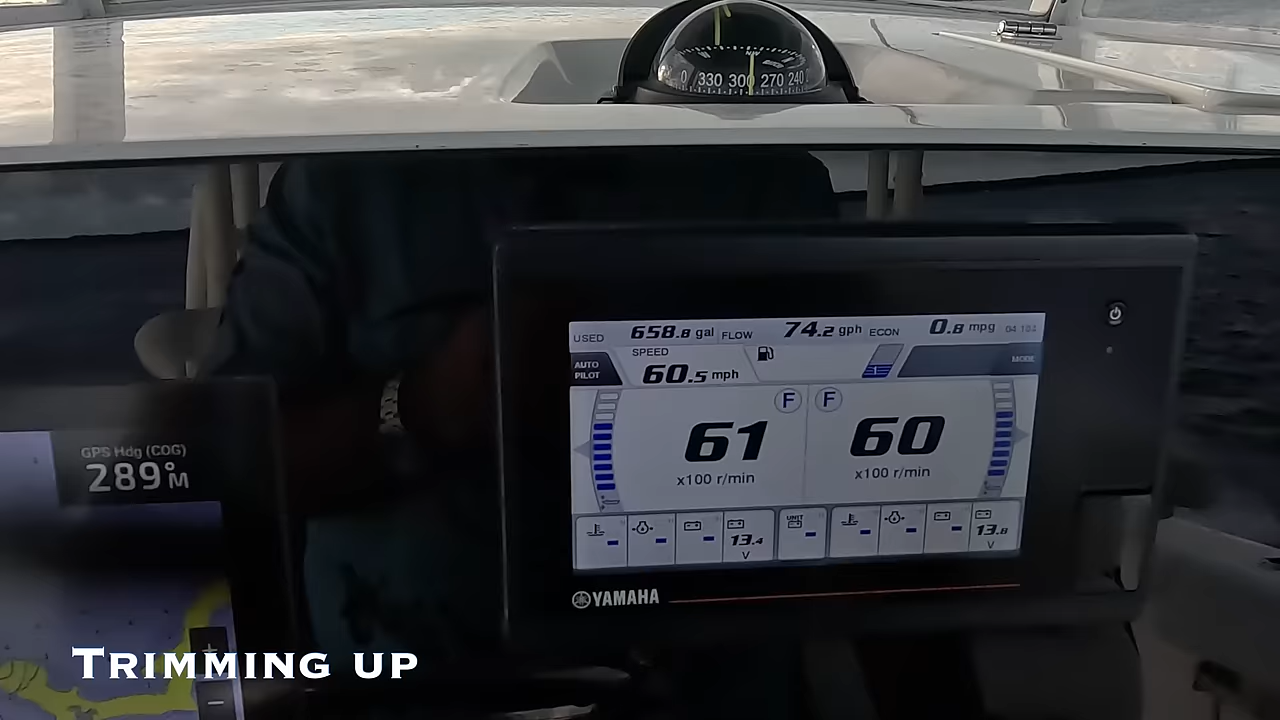 0 330 300 270 240
USED 658.8 gal FLOW 74.2 gph ECON 0.8 mpg
SPEED
AUTO PILOT
60.5 mph
MODE
F F
61 60
x100 r/min x100 r/min
GPS Hdg (COG)
289°M
UNIT
13.4 V
13.8 V
YAMAHA
TRIMMING UP